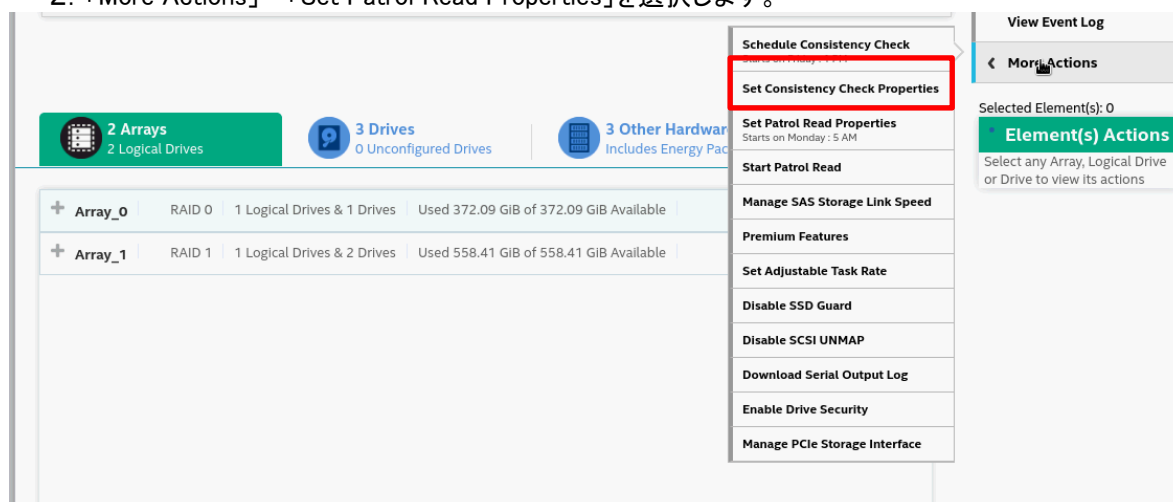 2. 「More Actions」→「Set Patrol Read Properties」を選択します。
View Event Log
Schedule Consistency Check
More Actions
Set Consistency Check Properties
Selected Element(s): 0
2 Arrays
2 Logical Drives
3 Drives
0 Unconfigured Drives
3 Other Hardwar
Includes Energy Pac
Set Patrol Read Properties
Starts on Monday : 5 AM
Element(s) Actions
Select any Array, Logical Drive
or Drive to view its actions
Start Patrol Read
Manage SAS Storage Link Speed
Array_0 RAID 0 1 Logical Drives & 1 Drives Used 372.09 GiB of 372.09 GiB Available
Premium Features
Array_1 RAID 1 1 Logical Drives & 2 Drives Used 558.41 GiB of 558.41 GiB Available
Set Adjustable Task Rate
Disable SSD Guard
Disable SCSI UNMAP
Download Serial Output Log
Enable Drive Security
Manage PCIe Storage Interface